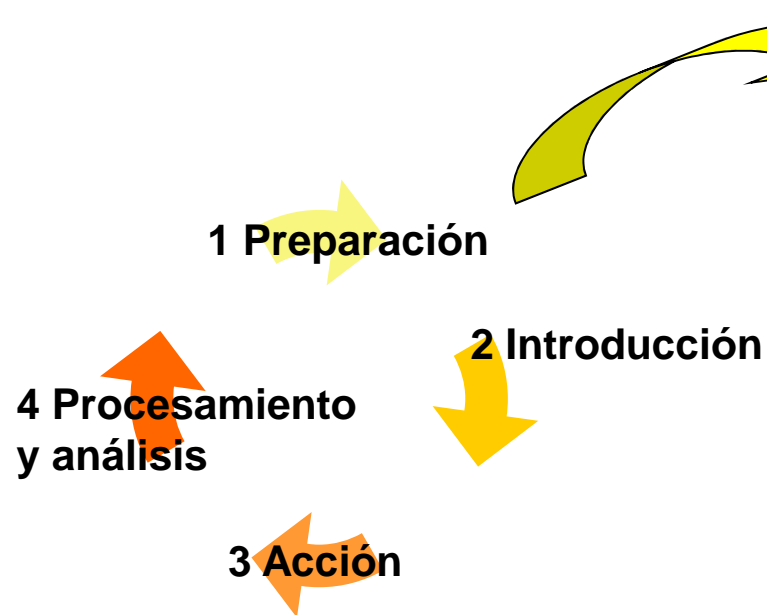 1 Preparación
2 Introducción
4 Procesamiento
y análisis
3 Acción